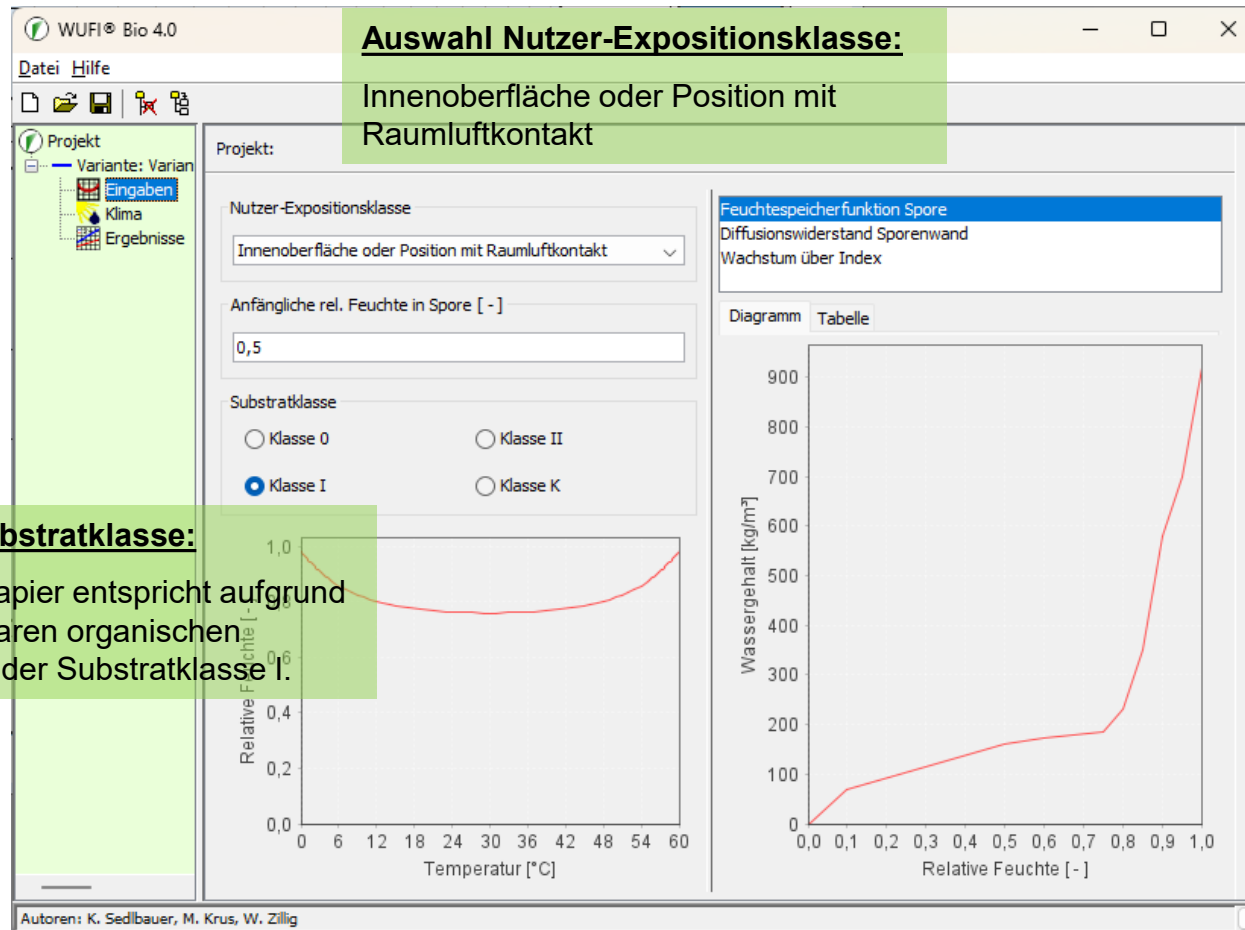 WUFI® Bio 4.0
Auswahl Nutzer-Expositionsklasse:
Innenoberfläche oder Position mit
Raumluftkontakt
Datei Hilfe
Projekt
Variante: Varian
Eingaben
Klima
Ergebnisse
Projekt:
Nutzer-Expositionsklasse
Innenoberfläche oder Position mit Raumluftkontakt
Anfängliche rel. Feuchte in Spore [ - ]
0,5
Substratklasse
Klasse 0
Klasse II
Klasse I
Klasse K
bstratklasse:
apier entspricht aufgrund
aren organischen
der Substratklasse I.
1,0
0,8
0,6
0,4
0,2
0,0
Relative Feuchte [ - ]
0 6 12 18 24 30 36 42 48 54 60
Temperatur [°C]
Feuchtespeicherfunktion Spore
Diffusionswiderstand Sporenwand
Wachstum über Index
Diagramm Tabelle
900
800
700
600
500
400
300
200
100
0
Wassergehalt [kg/m³]
0,0 0,1 0,2 0,3 0,4 0,5 0,6 0,7 0,8 0,9 1,0
Relative Feuchte [ - ]
Autoren: K. Sedlbauer, M. Krus, W. Zillig